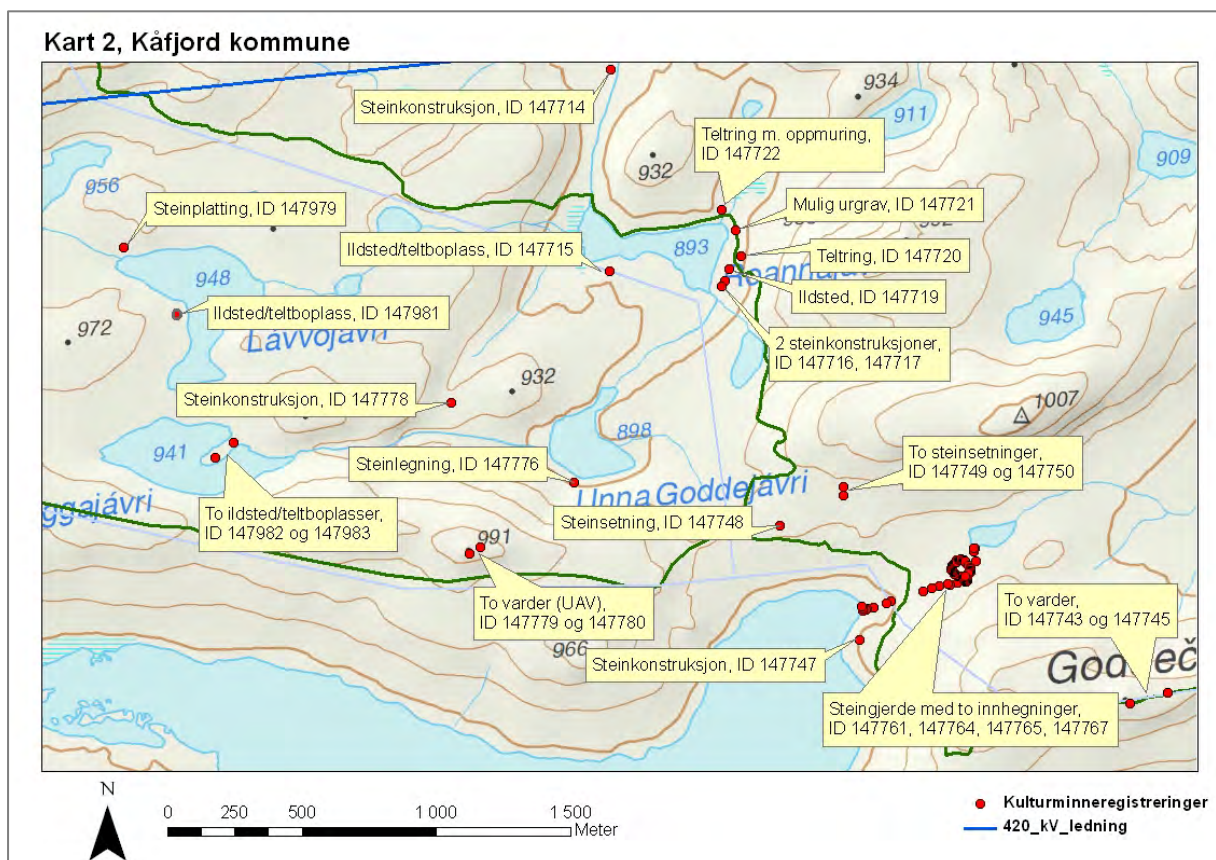 Kart 2, Kåfjord kommune
Steinkonstruksjon, ID 147714
934
911
Teltring m. oppmuring,
ID 147722
932
909
956
Steinplatting, ID 147979
Mulig urgrav, ID 147721
Ildsted/teltboplass, ID 147715
893
Teltring, ID 147720
948
Ildsted, ID 147719
Ildsted/teltboplass, ID 147981
945
972
Lávvojávri
2 steinkonstruksjoner,
ID 147716, 147717
932
Steinkonstruksjon, ID 147778
1007
898
941
To steinsetninger,
ID 147749 og 147750
Steinlegning, ID 147776
Unna Goddejávri
ggajávri
To ildsted/teltboplasser,
ID 147982 og 147983
Steinsetning, ID 147748
991
To varder (UAV),
ID 147779 og 147780
To varder,
ID 147743 og 147745
966
Steinkonstruksjon, ID 147747
Steingjerde med to innhegninger,
ID 147761, 147764, 147765, 147767
N
0 250 500 1 000 1 500
Meter
Kulturminneregistreringer
420_kV_ledning